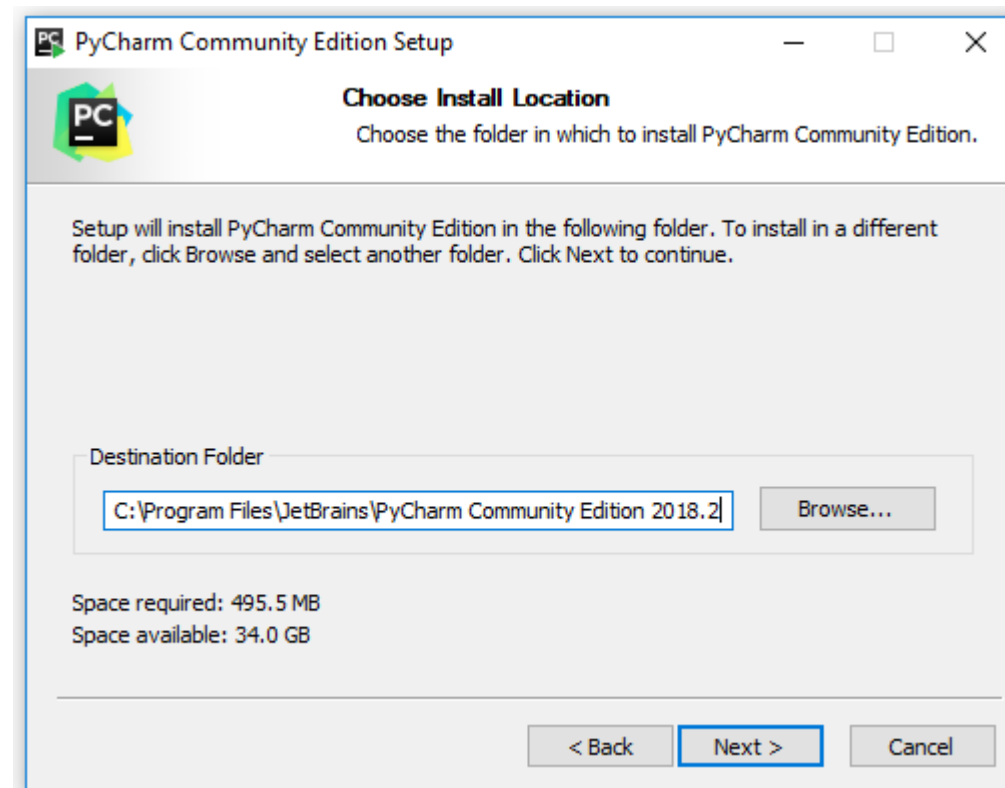 PC PyCharm Community Edition Setup
PC
Choose Install Location
Choose the folder in which to install PyCharm Community Edition.
Setup will install PyCharm Community Edition in the following folder. To install in a different
folder, click Browse and select another folder. Click Next to continue.
Destination Folder
C:\Program Files\JetBrains\PyCharm Community Edition 2018.2
Browse...
Space required: 495.5 MB
Space available: 34.0 GB
< Back
Next >
Cancel